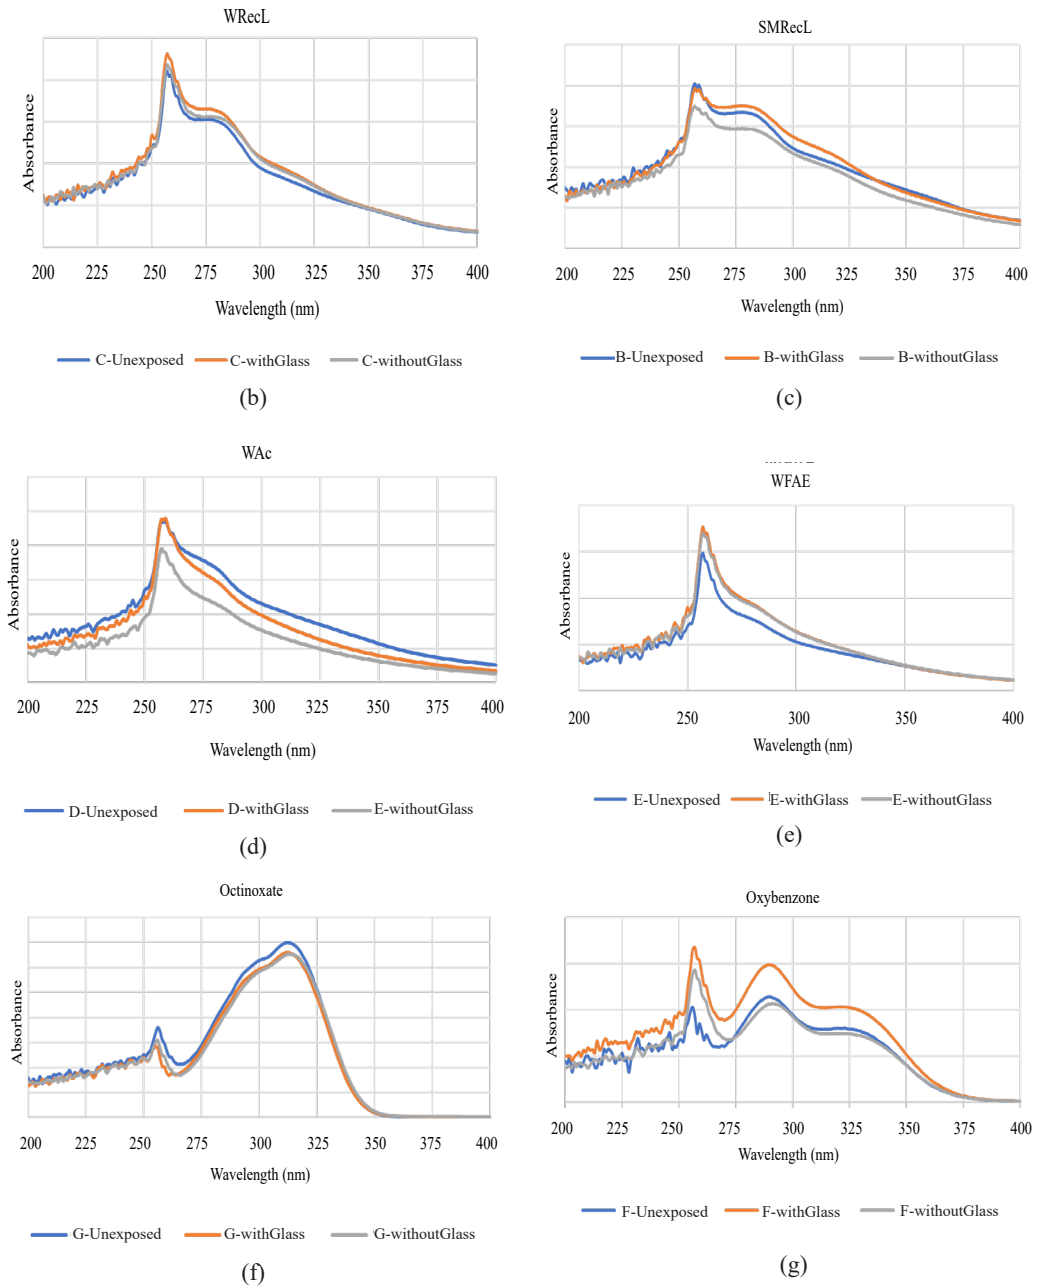 WRecL
Absorbance
200 225 250 275 300 325 350 375 400
Wavelength (nm)
C-Unexposed C-withGlass C-withoutGlass
(b)
SMRecL
Absorbance
200 225 250 275 300 325 350 375 400
Wavelength (nm)
B-Unexposed B-withGlass B-withoutGlass
(c)
WAc
Absorbance
200 225 250 275 300 325 350 375 400
Wavelength (nm)
D-Unexposed D-withGlass E-withoutGlass
(d)
WFAE
Absorbance
200 250 300 350 400
Wavelength (nm)
E-Unexposed E-withGlass E-withoutGlass
(e)
Octinoxate
Absorbance
200 225 250 275 300 325 350 375 400
Wavelength (nm)
G-Unexposed G-withGlass G-withoutGlass
(f)
Oxybenzone
Absorbance
200 225 250 275 300 325 350 375 400
Wavelength (nm)
F-Unexposed F-withGlass F-withoutGlass
(g)